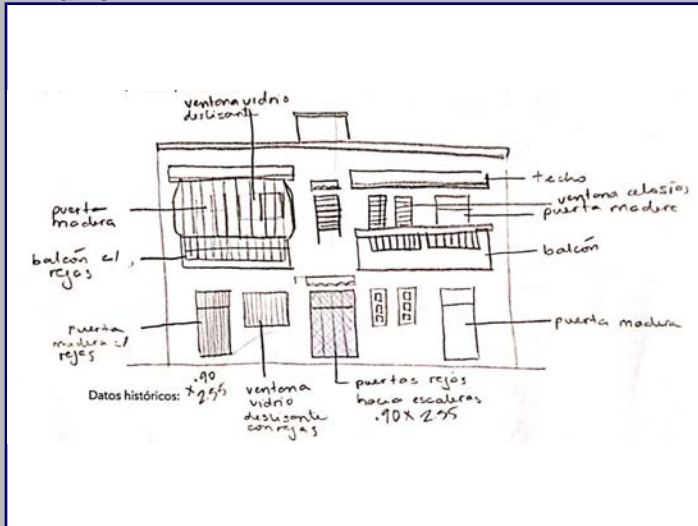 ventana vidrio
deslisante
techo
ventana celosias
puerta madera
puerta
madera
balcón
balcón c/
rejas
puerta
madera c/
rejas
puerta madera
Datos históricos:
.90
x 2.55
ventana
vidrio
deslisante
con rejas
puertas rejas
hacia escaleras
.90 x 2.55